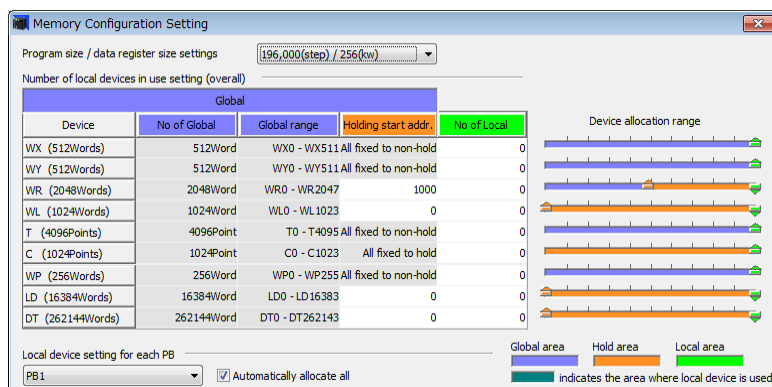 Memory Configuration Setting
Program size / data register size settings 196,000(step) / 256(kw)
Number of local devices in use setting (overall)
Global
Device No of Global Global range Holding start addr. No of Local Device allocation range
WX (512Words) 512Word WX0 - WX511 All fixed to non-hold 0
WY (512Words) 512Word WY0 - WY511 All fixed to non-hold 0
WR (2048Words) 2048Word WR0 - WR2047 1000 0
WL (1024Words) 1024Word WL0 - WL1023 0 0
T (4096Points) 4096Point T0 - T4095 All fixed to non-hold 0
C (1024Points) 1024Point C0 - C1023 All fixed to hold 0
WP (256Words) 256Word WP0 - WP255 All fixed to non-hold 0
LD (16384Words) 16384Word LD0 - LD16383 0 0
DT (262144Words) 262144Word DT0 - DT262143 0 0
Global area Hold area Local area
Local device setting for each PB
PB1 Automatically allocate all indicates the area where local device is used